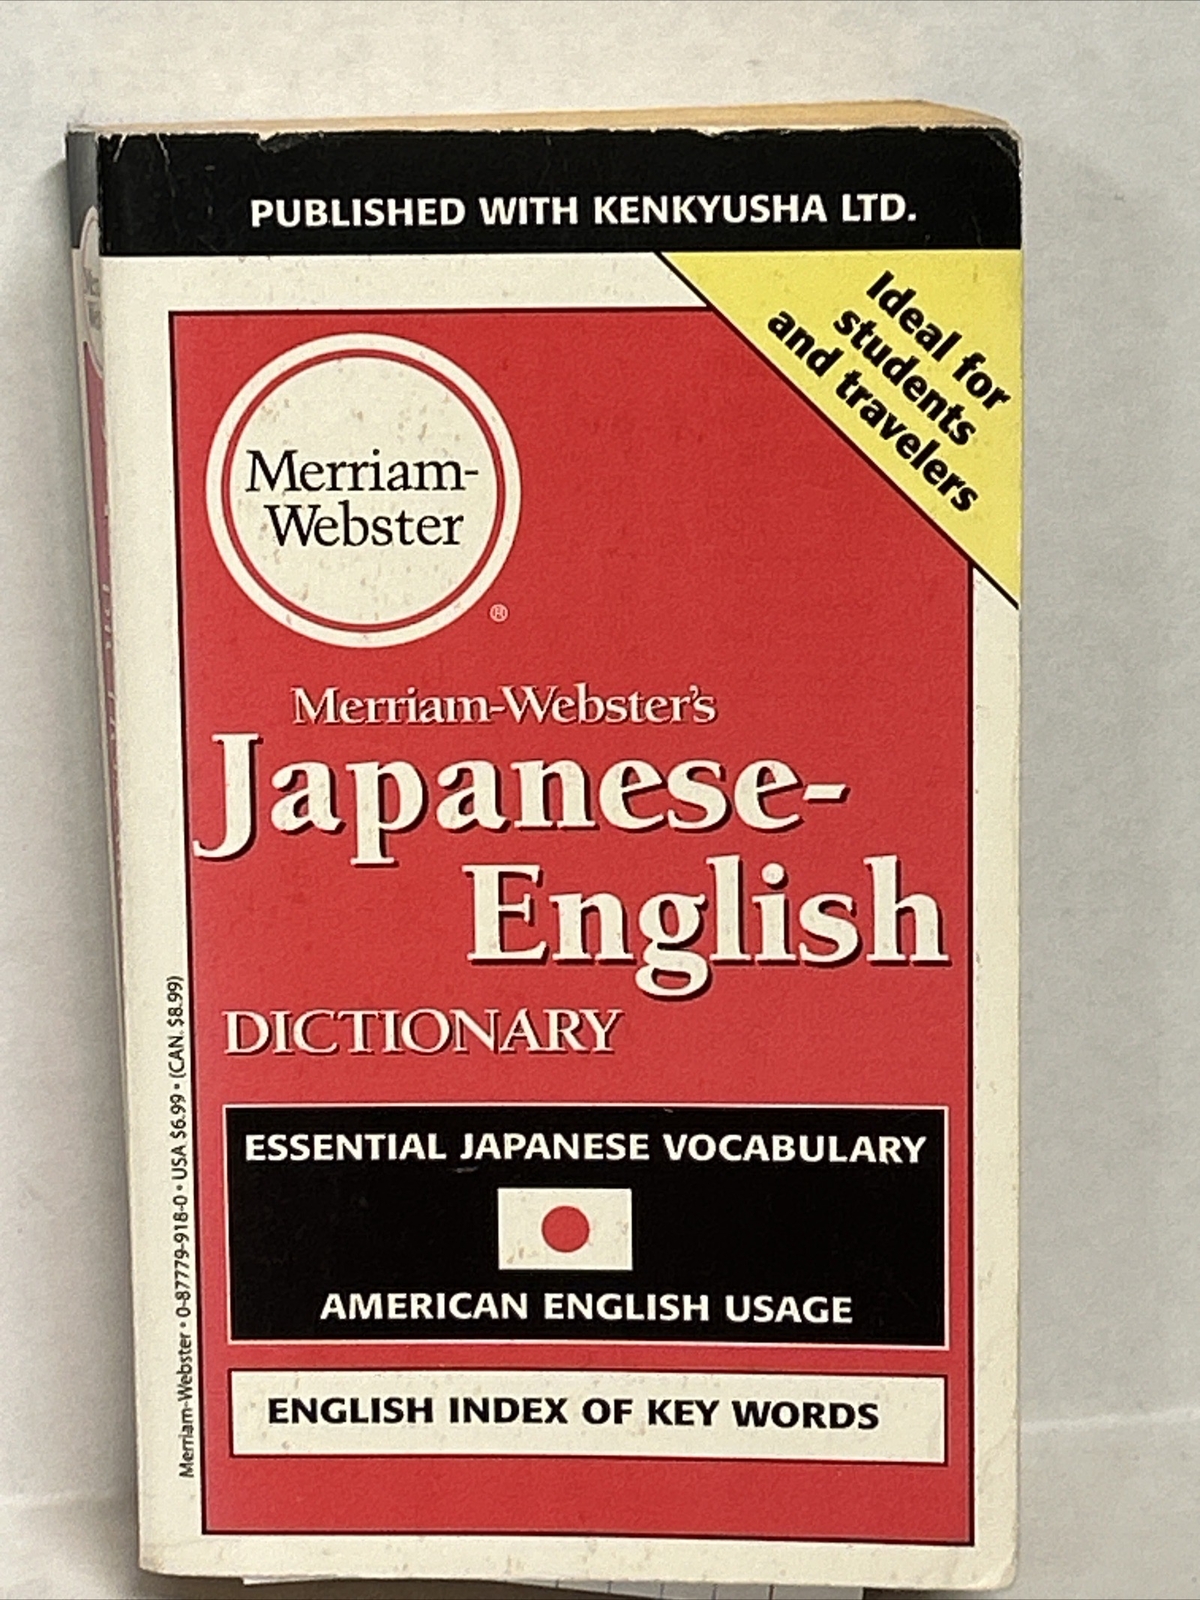 PUBLISHED WITH KENKYUSHA LTD.
Ideal for
students
and travelers
Merriam-
Webster
®
Merriam-Webster's
Japanese-
English
DICTIONARY
ESSENTIAL JAPANESE VOCABULARY
AMERICAN ENGLISH USAGE
ENGLISH INDEX OF KEY WORDS
Merriam-Webster • 0-87779-918-0 • USA $6.99 • (CAN. $8.99)